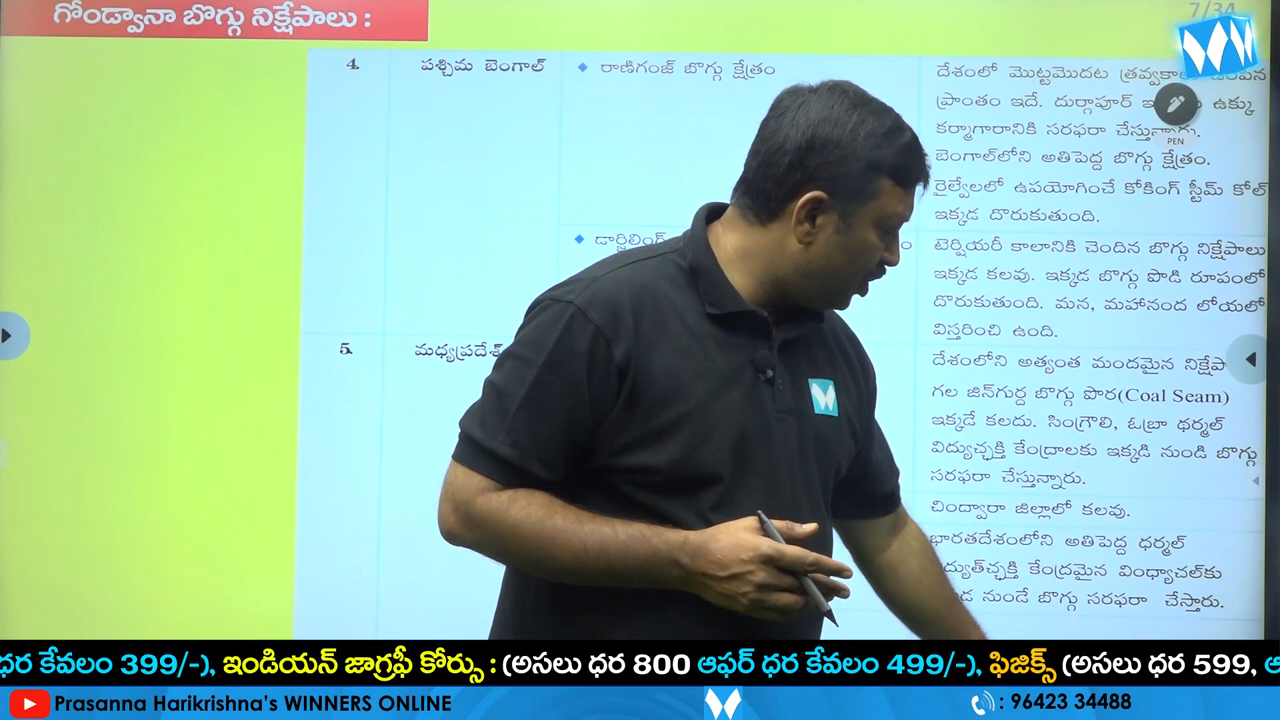 గోండ్వానా బొగ్గు నిక్షేపాలు :
7/34
4.
పశ్చిమ బెంగాల్
◆ రాణిగంజ్ బొగ్గు క్షేత్రం
దేశంలో మొట్టమొదట
ప్రాంతం ఇదే. దుర్గాపూర్ ఉక్కు
కర్మాగారానికి సరఫరా చేస్తున్నారు.
బెంగాల్‌లోని అతిపెద్ద బొగ్గు క్షేత్రం.
రైల్వేలలో ఉపయోగించే కోకింగ్ స్టీమ్ కోల్
ఇక్కడ దొరుకుతుంది.
PEN
◆ డార్జిలింగ్
టెర్షియరీ కాలానికి చెందిన బొగ్గు నిక్షేపాలు
ఇక్కడ కలవు. ఇక్కడ బొగ్గు పొడి రూపంలో
దొరుకుతుంది. మన, మహానంద లోయలో
విస్తరించి ఉంది.
5.
మధ్యప్రదేశ్
దేశంలోని అత్యంత మందమైన
గల జిన్‌గుర్ద బొగ్గు పొర(Coal Seam)
ఇక్కడే కలదు. సింగ్రౌలి, ఓబ్రా థర్మల్
విద్యుచ్ఛక్తి కేంద్రాలకు ఇక్కడి నుండి బొగ్గు
సరఫరా చేస్తున్నారు.
చింద్వారా జిల్లాలో కలవు.
భారతదేశంలోని అతిపెద్ద ధర్మల్
కేంద్రమైన వింధ్యాచల్‌కు
నుండే బొగ్గు సరఫరా చేస్తారు.
ధర కేవలం 399/-), ఇండియన్ జాగ్రఫీ కోర్సు : (అసలు ధర 800 ఆఫర్ ధర కేవలం 499/-), ఫిజిక్స్ (అసలు ధర 599,
Prasanna Harikrishna's WINNERS ONLINE
: 96423 34488